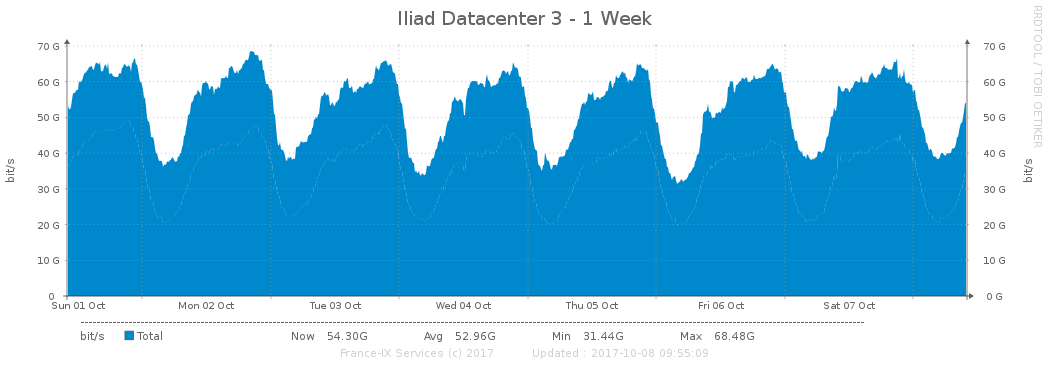 Iliad Datacenter 3 - 1 Week
RRDTOOL / TOBI OETIKER
70 G 70 G
60 G 60 G
50 G 50 G
40 G 40 G
30 G 30 G
20 G 20 G
10 G 10 G
0 0 G
bit/s bit/s
Sun 01 Oct Mon 02 Oct Tue 03 Oct Wed 04 Oct Thu 05 Oct Fri 06 Oct Sat 07 Oct
bit/s Total Now 54.30G Avg 52.96G Min 31.44G Max 68.48G
France-IX Services (c) 2017 Updated : 2017-10-08 09:55:09